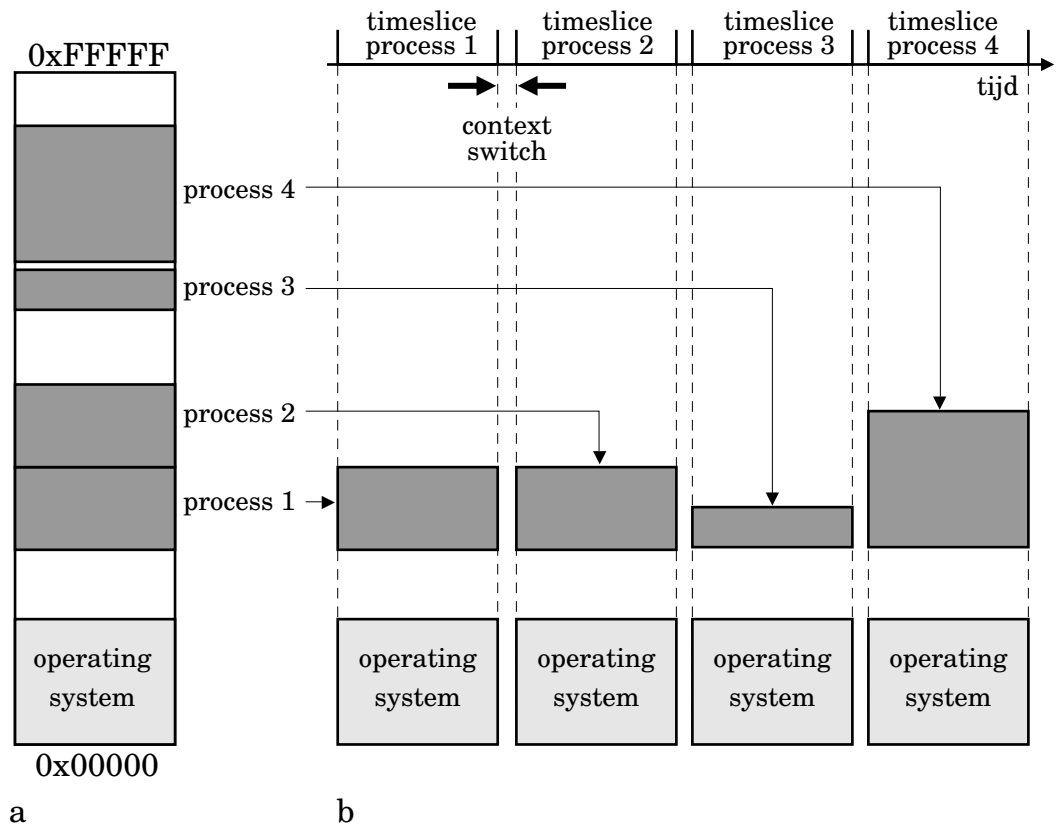 0xFFFFF
process 4
process 3
process 2
process 1
operating
system
0x00000
a
timeslice
process 1
timeslice
process 2
timeslice
process 3
timeslice
process 4
tijd
context
switch
operating
system
operating
system
operating
system
operating
system
b